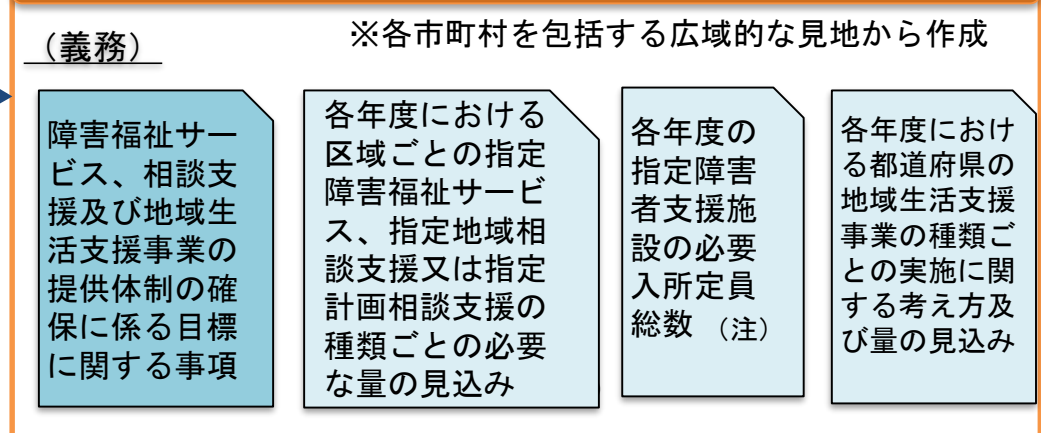 （義務）
※各市町村を包括する広域的な見地から作成
障害福祉サー
ビス、相談支
援及び地域生
活支援事業の
提供体制の確
保に係る目標
に関する事項
各年度における
区域ごとの指定
障害福祉サービ
ス、指定地域相
談支援又は指定
計画相談支援の
種類ごとの必要
な量の見込み
各年度の
指定障害
者支援施
設の必要
入所定員
総数（注）
各年度におけ
る都道府県の
地域生活支援
事業の種類ご
との実施に関
する考え方及
び量の見込み